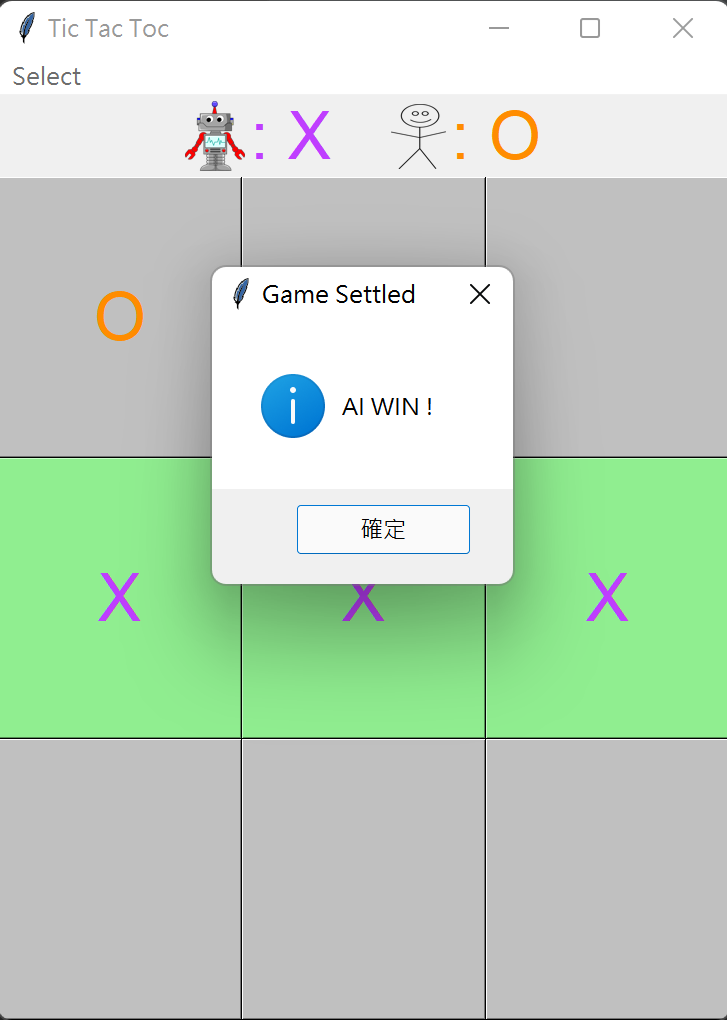 Tic Tac Toc
Select
: X : O
O
Game Settled
AI WIN !
確定
X X X